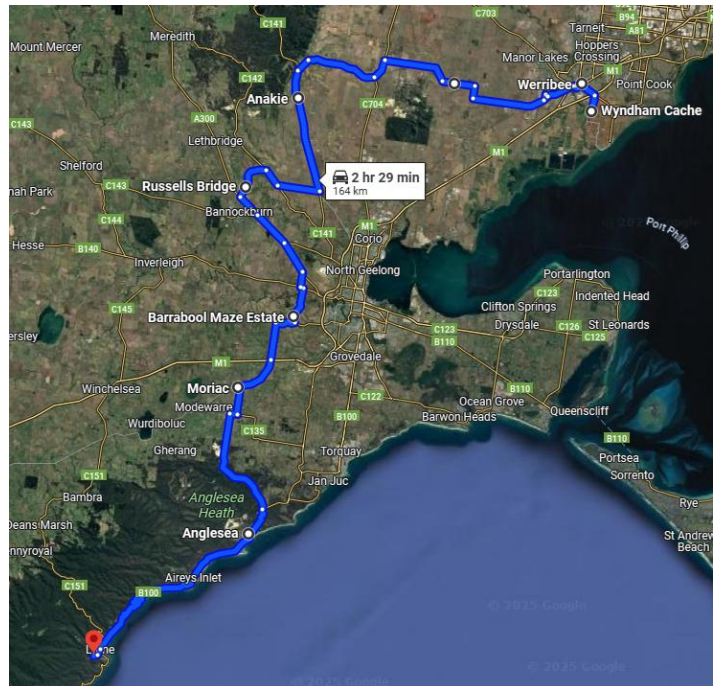 C141
C703
Tarneit
B94
A81
Mount Mercer
Meredith
Manor Lakes
Hoppers
Crossing
M1
C142
Werribee
Point Cook
Anakie
C704
Wyndham Cache
A300
Lethbridge
C143
M1
Shelford
2 hr 29 min
164 km
C143
Russells Bridge
Bannockburn
C144
M1
Port Phillip
Hesse
B140
C141
Corio
Inverleigh
North Geelong
Portarlington
C123
Indented Head
Clifton Springs
C145
Barrabool Maze Estate
Drysdale
C126
St Leonards
C123
C125
B110
Grovedale
M1
Moriac
B110
Winchelsea
C122
Ocean Grove
Modewarre
B100
Barwon Heads
Queenscliff
Wurdiboluc
C135
B110
Gherang
Torquay
Portsea
C151
Jan Juc
Sorrento
Bambra
Anglesea
Heath
Rye
Deans Marsh
Anglesea
St Andrew
Beach
Aireys Inlet
C151
B100
© 2025 Google
© 2025 Google